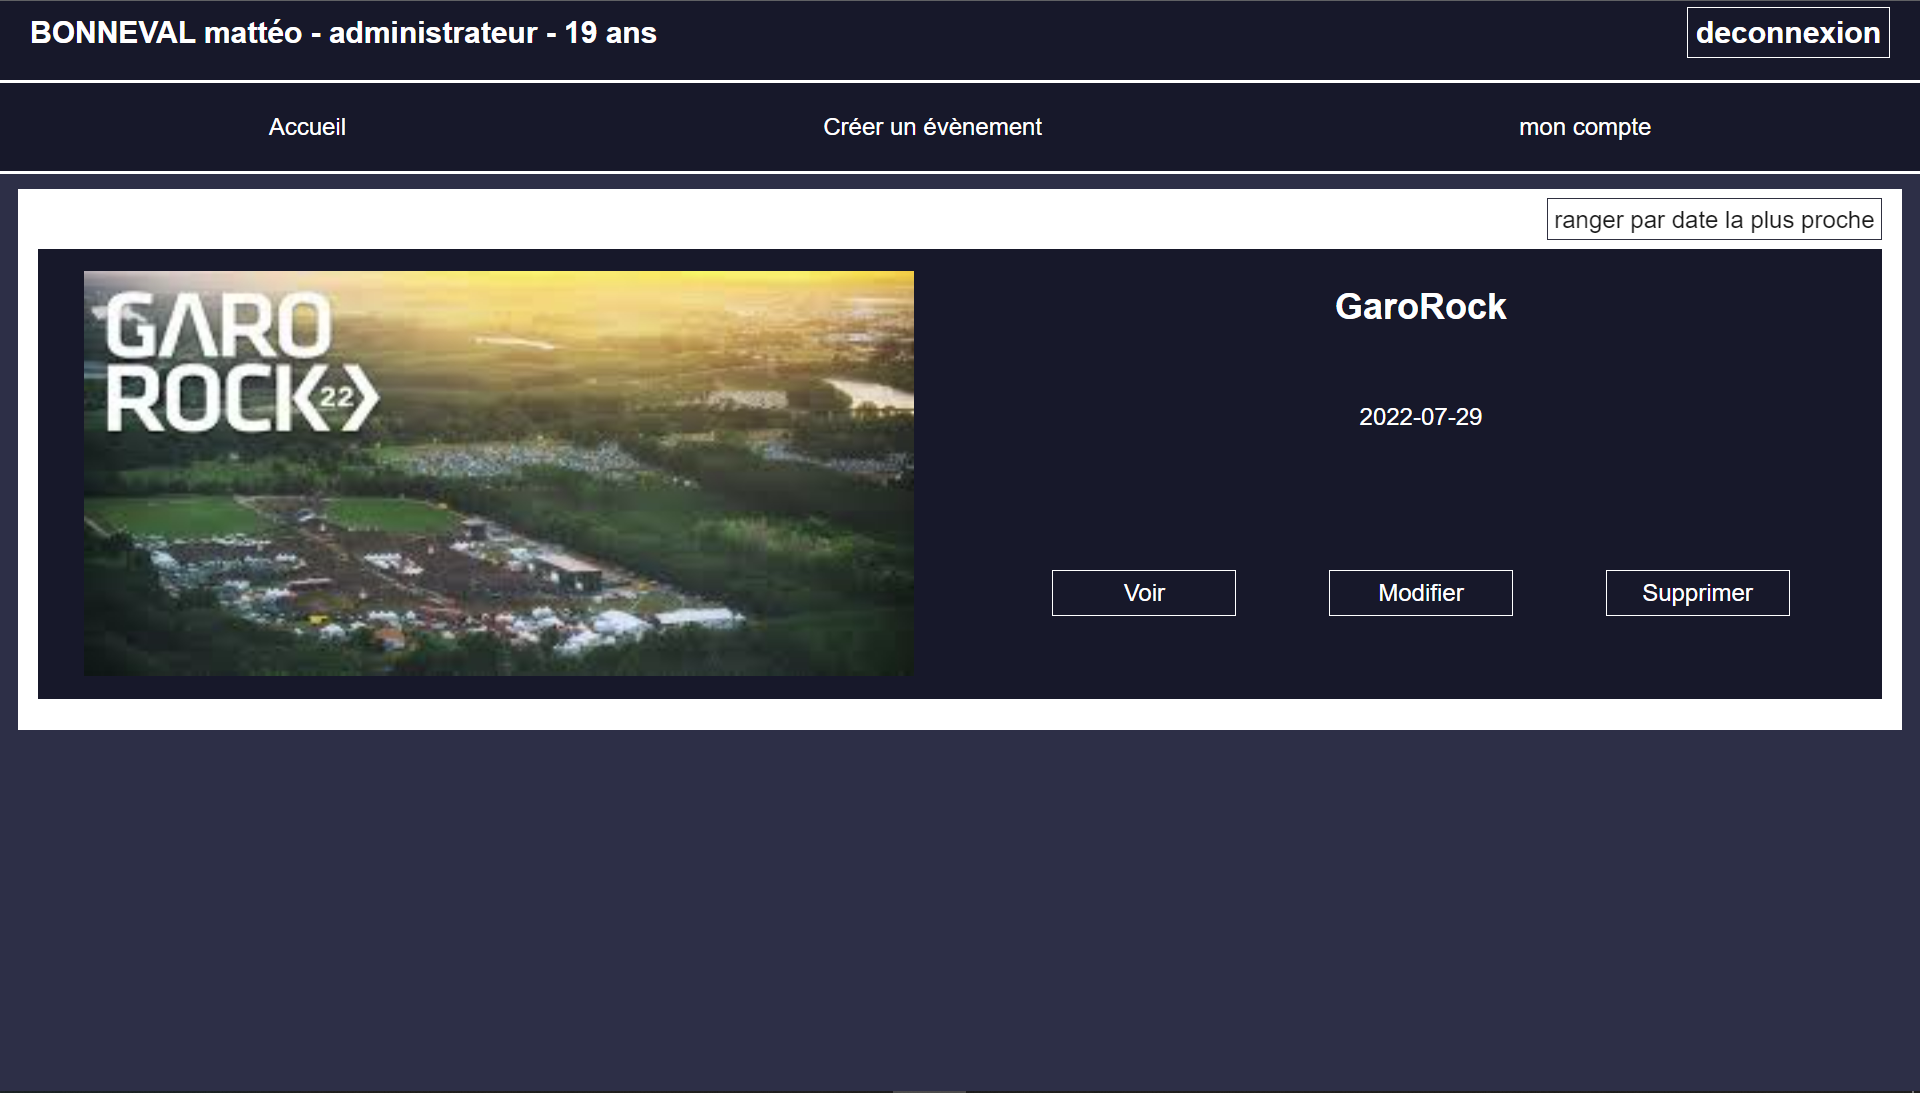 BONNEVAL mattéo - administrateur - 19 ans
deconnexion
Accueil
Créer un évènement
mon compte
ranger par date la plus proche
GARO
ROCK 22
GaroRock
2022-07-29
Voir
Modifier
Supprimer